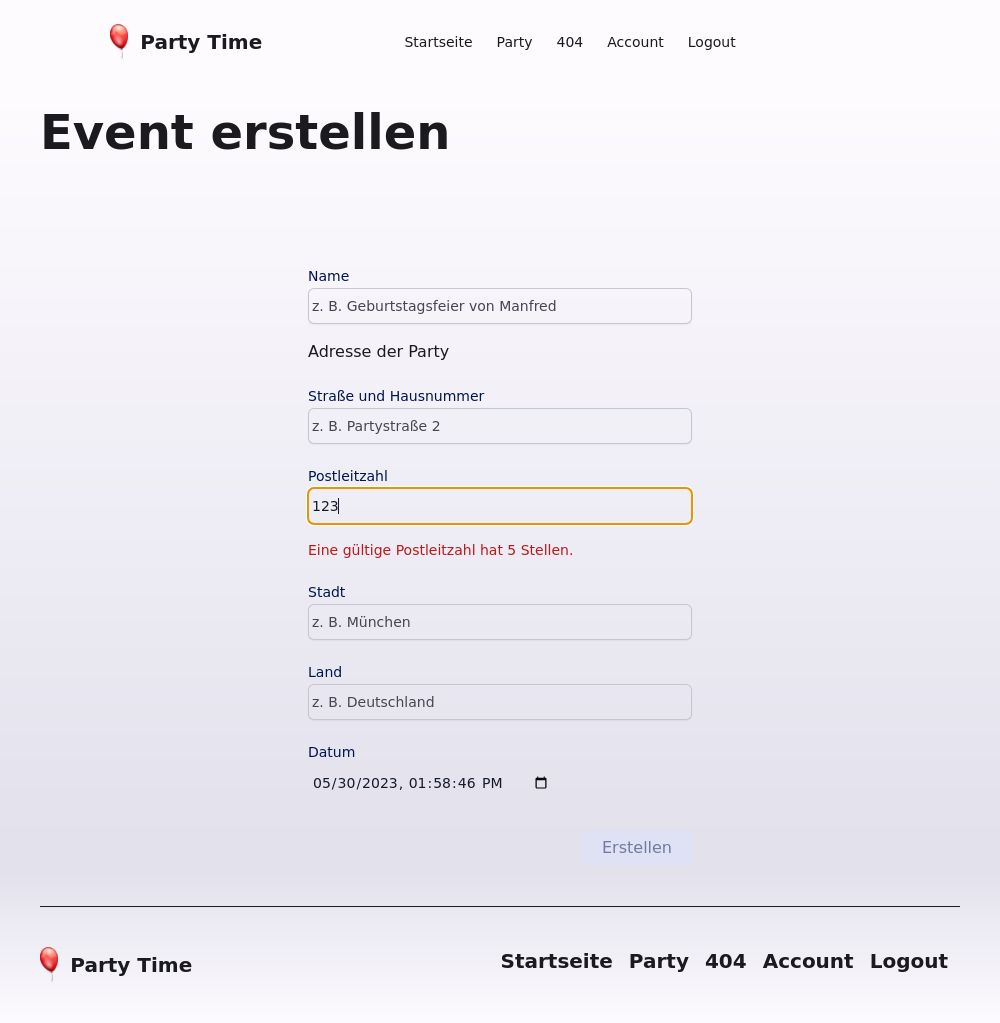 Party Time
Startseite Party 404 Account Logout
Event erstellen
Name
z. B. Geburtstagsfeier von Manfred
Adresse der Party
Straße und Hausnummer
z. B. Partystraße 2
Postleitzahl
123
Eine gültige Postleitzahl hat 5 Stellen.
Stadt
z. B. München
Land
z. B. Deutschland
Datum
05/30/2023, 01:58:46 PM
Erstellen
Party Time
Startseite Party 404 Account Logout